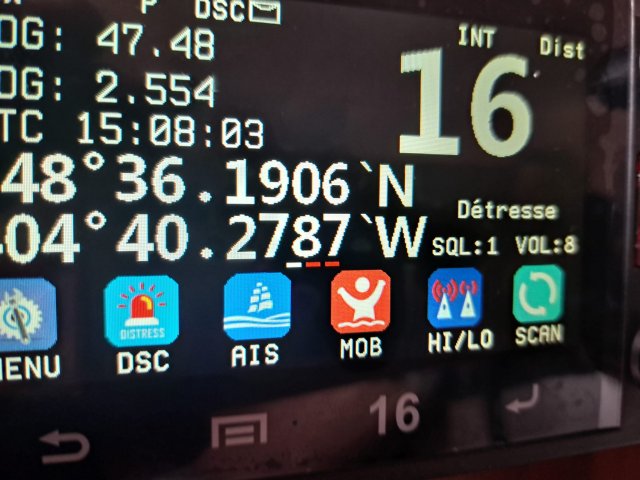 P DSC
OG: 47.48
INT Dist
16
OG: 2.554
TC 15:08:03
48°36.1906`N
04°40.2787`W
Détresse
SQL:1 VOL:8
DISTRESS
MENU DSC AIS MOB HI/LO SCAN
16